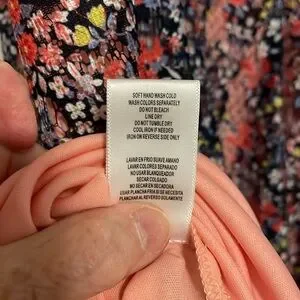 SOFT HAND WASH COLD
WASH COLORS SEPARATELY
DO NOT BLEACH
LINE DRY
DO NOT TUMBLE DRY
COOL IRON IF NEEDED
IRON ON REVERSE SIDE ONLY
LAVAR EN FRIO SUAVE A MANO
LAVAR COLORES SEPARADO
NO USAR BLANQUEADOR
SECAR COLGADO
NO SECAR EN SECADORA
USAR PLANCHA FRIA SI SE NECESITA
PLANCHAR AL REVERSO SOLAMENTE